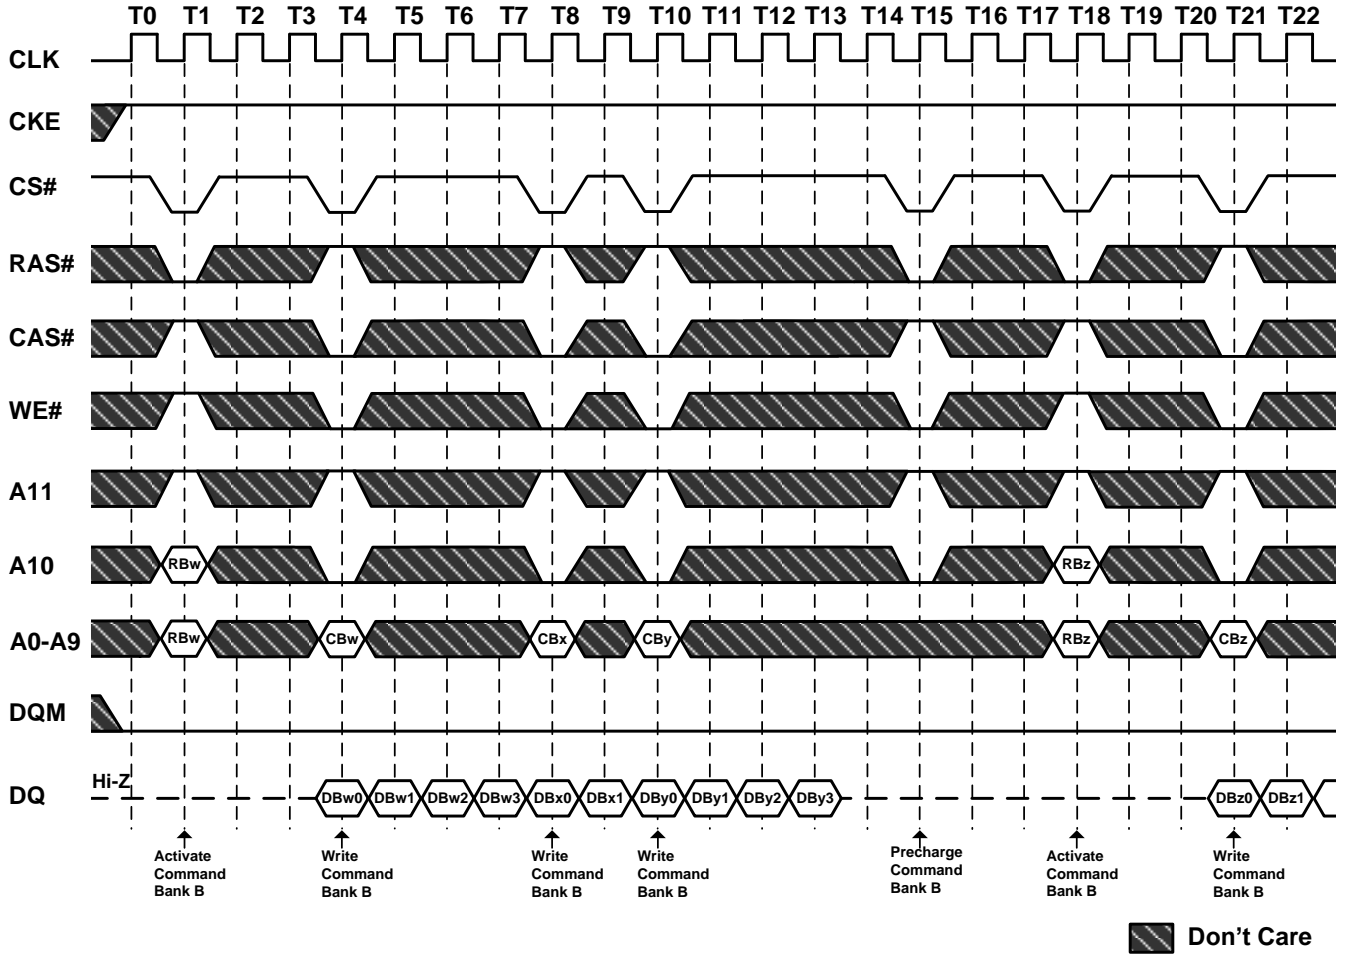 T0 T1 T2 T3 T4 T5 T6 T7 T8 T9 T10 T11 T12 T13 T14 T15 T16 T17 T18 T19 T20 T21 T22
CLK
CKE
CS#
RAS#
CAS#
WE#
A11
A10 RBw RBz
A0-A9 RBw CBw CBx CBy RBz CBz
DQM
DQ Hi-Z DBw0 DBw1 DBw2 DBw3 DBx0 DBx1 DBy0 DBy1 DBy2 DBy3 DBz0 DBz1
Activate
Command
Bank B
Write
Command
Bank B
Write
Command
Bank B
Write
Command
Bank B
Precharge
Command
Bank B
Activate
Command
Bank B
Write
Command
Bank B
Don't Care